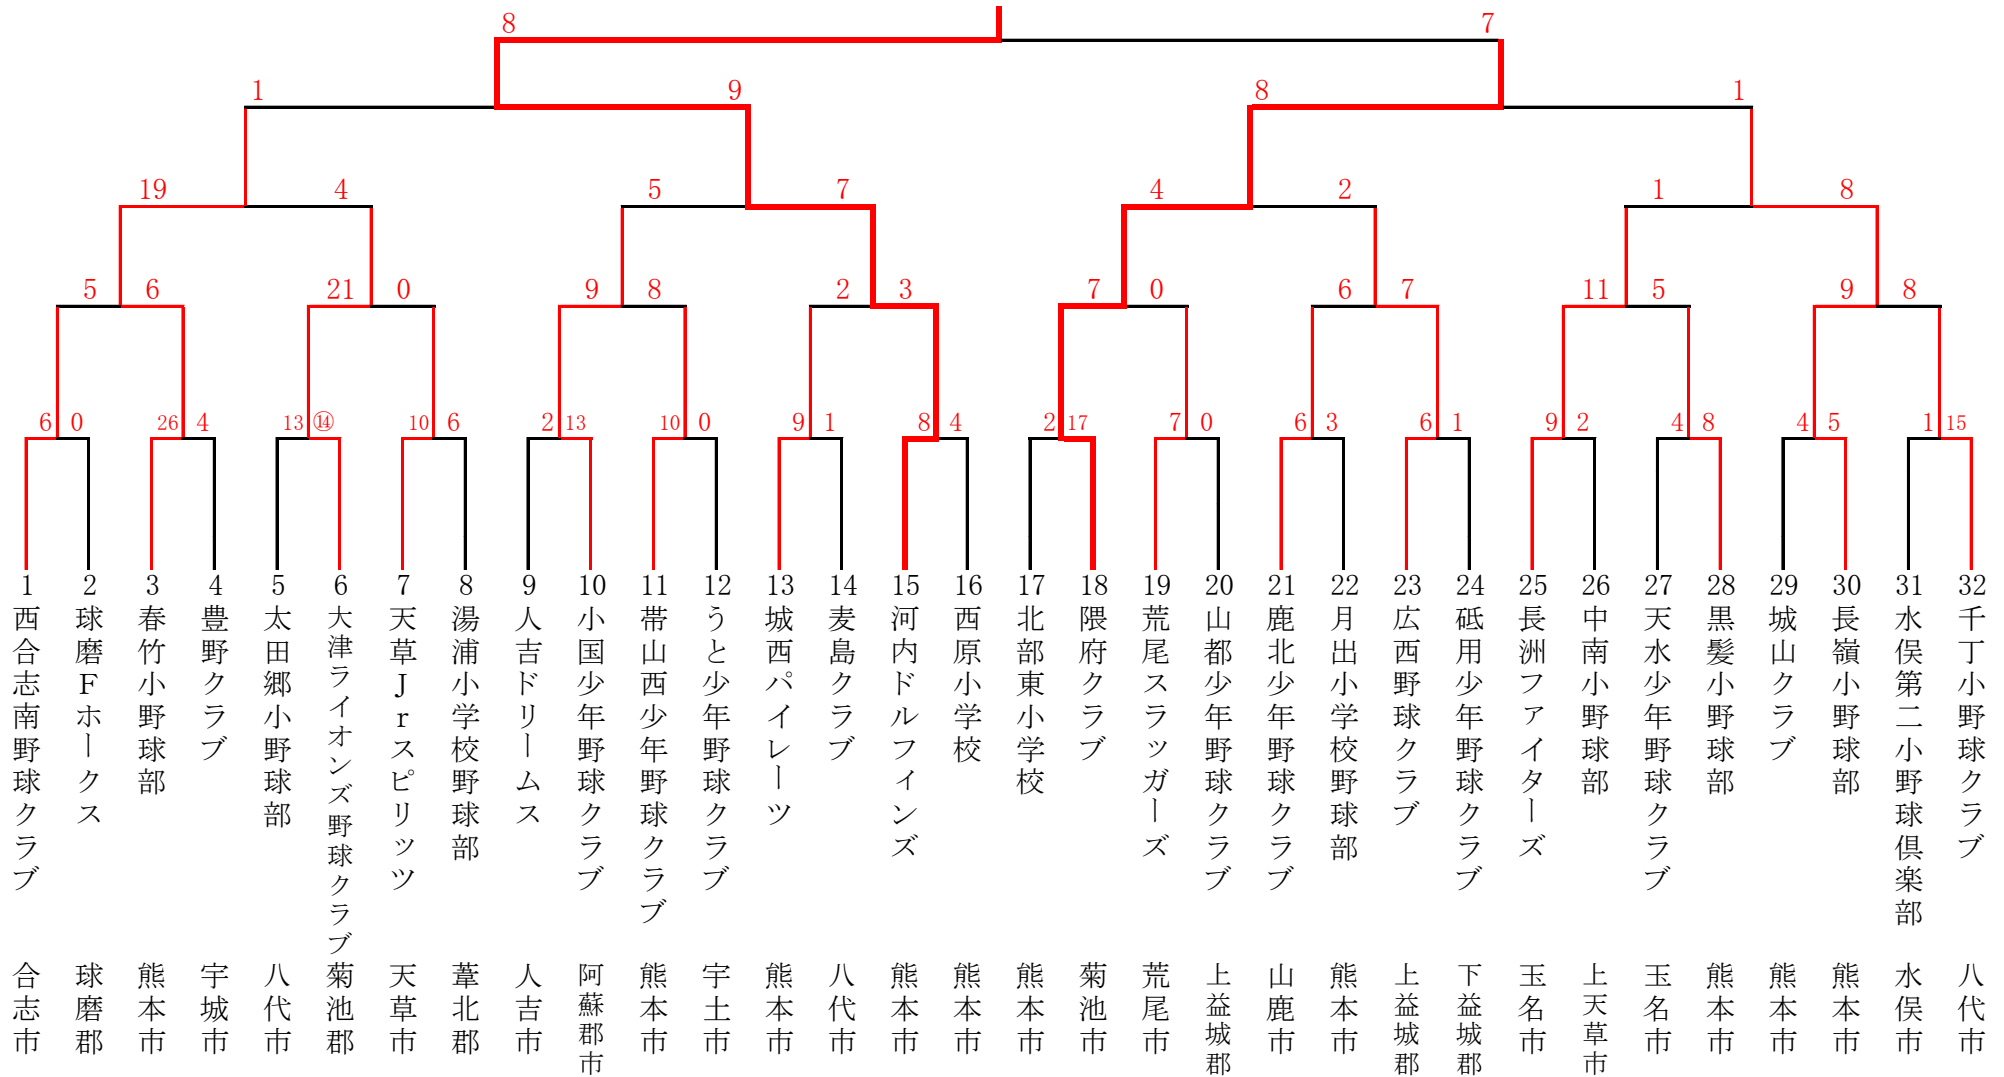 8 7
1 9 8 1
19 4 5 7 4 2 1 8
5 6 21 0 9 8 2 3 7 0 6 7 11 5 9 8
6 0 26 4 13 ⑭ 10 6 2 13 10 0 9 1 8 4 2 17 7 0 6 3 6 1 9 2 4 8 4 5 1 15
1 西合志南野球クラブ 合志市
2 球磨Fホークス 球磨郡
3 春竹小野球部 熊本市
4 豊野クラブ 宇城市
5 太田郷小野球部 八代市
6 大津ライオンズ野球クラブ 菊池郡
7 天草Jrスピリッツ 天草市
8 湯浦小学校野球部 葦北郡
9 人吉ドリームス 人吉市
10 小国少年野球クラブ 阿蘇郡市
11 帯山西少年野球クラブ 熊本市
12 うと少年野球クラブ 宇土市
13 城西パイレーツ 熊本市
14 麦島クラブ 八代市
15 河内ドルフィンズ 熊本市
16 西原小学校 熊本市
17 北部東小学校 熊本市
18 隈府クラブ 菊池市
19 荒尾スラッガーズ 荒尾市
20 山都少年野球クラブ 上益城郡
21 鹿北少年野球クラブ 山鹿市
22 月出小学校野球部 熊本市
23 広西野球クラブ 上益城郡
24 砥用少年野球クラブ 下益城郡
25 長洲ファイターズ 玉名市
26 中南小野球部 上天草市
27 天水少年野球クラブ 玉名市
28 黒髪小野球部 熊本市
29 城山クラブ 熊本市
30 長嶺小野球部 熊本市
31 水俣第二小野球倶楽部 水俣市
32 千丁小野球クラブ 八代市